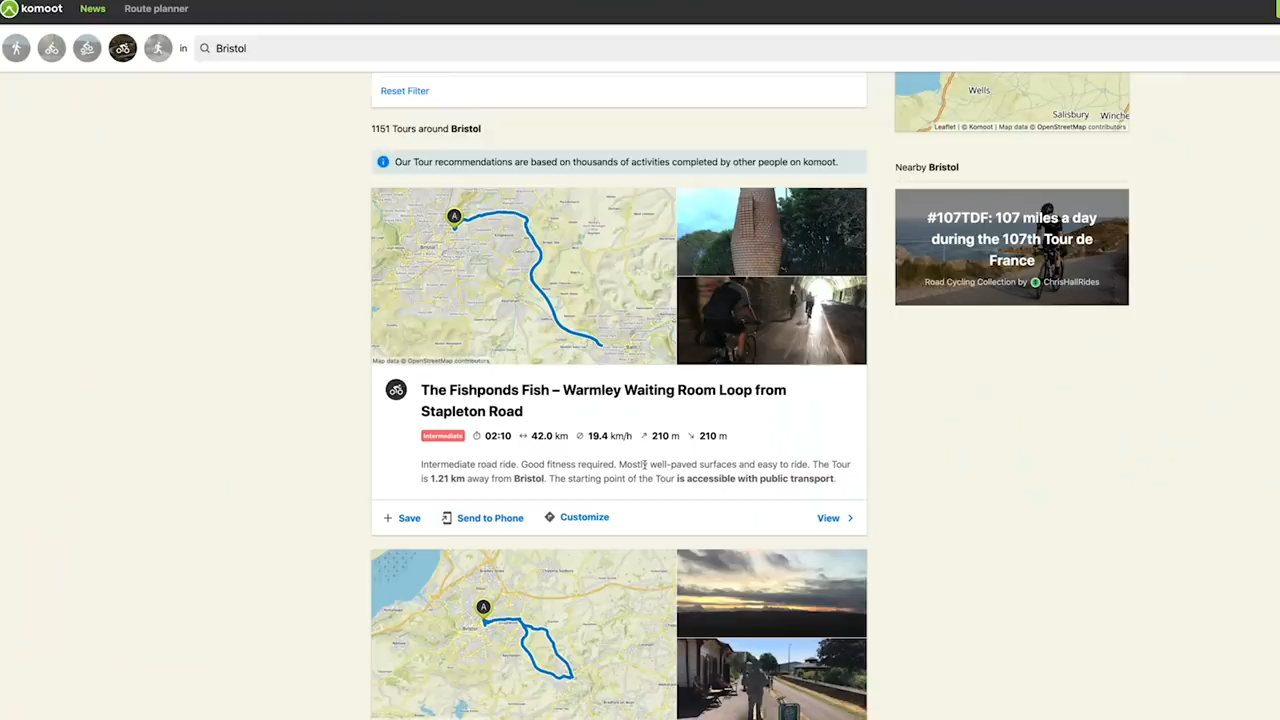 komoot
News
Route planner
in
Bristol
Reset Filter
1151 Tours around Bristol
Our Tour recommendations are based on thousands of activities completed by other people on komoot.
Wells
Salisbury
Winche
Leaflet | © Komoot | Map data © OpenStreetMap contributors
Nearby Bristol
#107TDF: 107 miles a day
during the 107th Tour de
France
Road Cycling Collection by ChrisHallRides
A
Bristol
Map data © OpenStreetMap contributors
The Fishponds Fish – Warmley Waiting Room Loop from
Stapleton Road
Intermediate 02:10 42.0 km 19.4 km/h 210 m 210 m
Intermediate road ride. Good fitness required. Mostly well-paved surfaces and easy to ride. The Tour
is 1.21 km away from Bristol. The starting point of the Tour is accessible with public transport.
+ Save
Send to Phone
Customize
View
A
Bristol